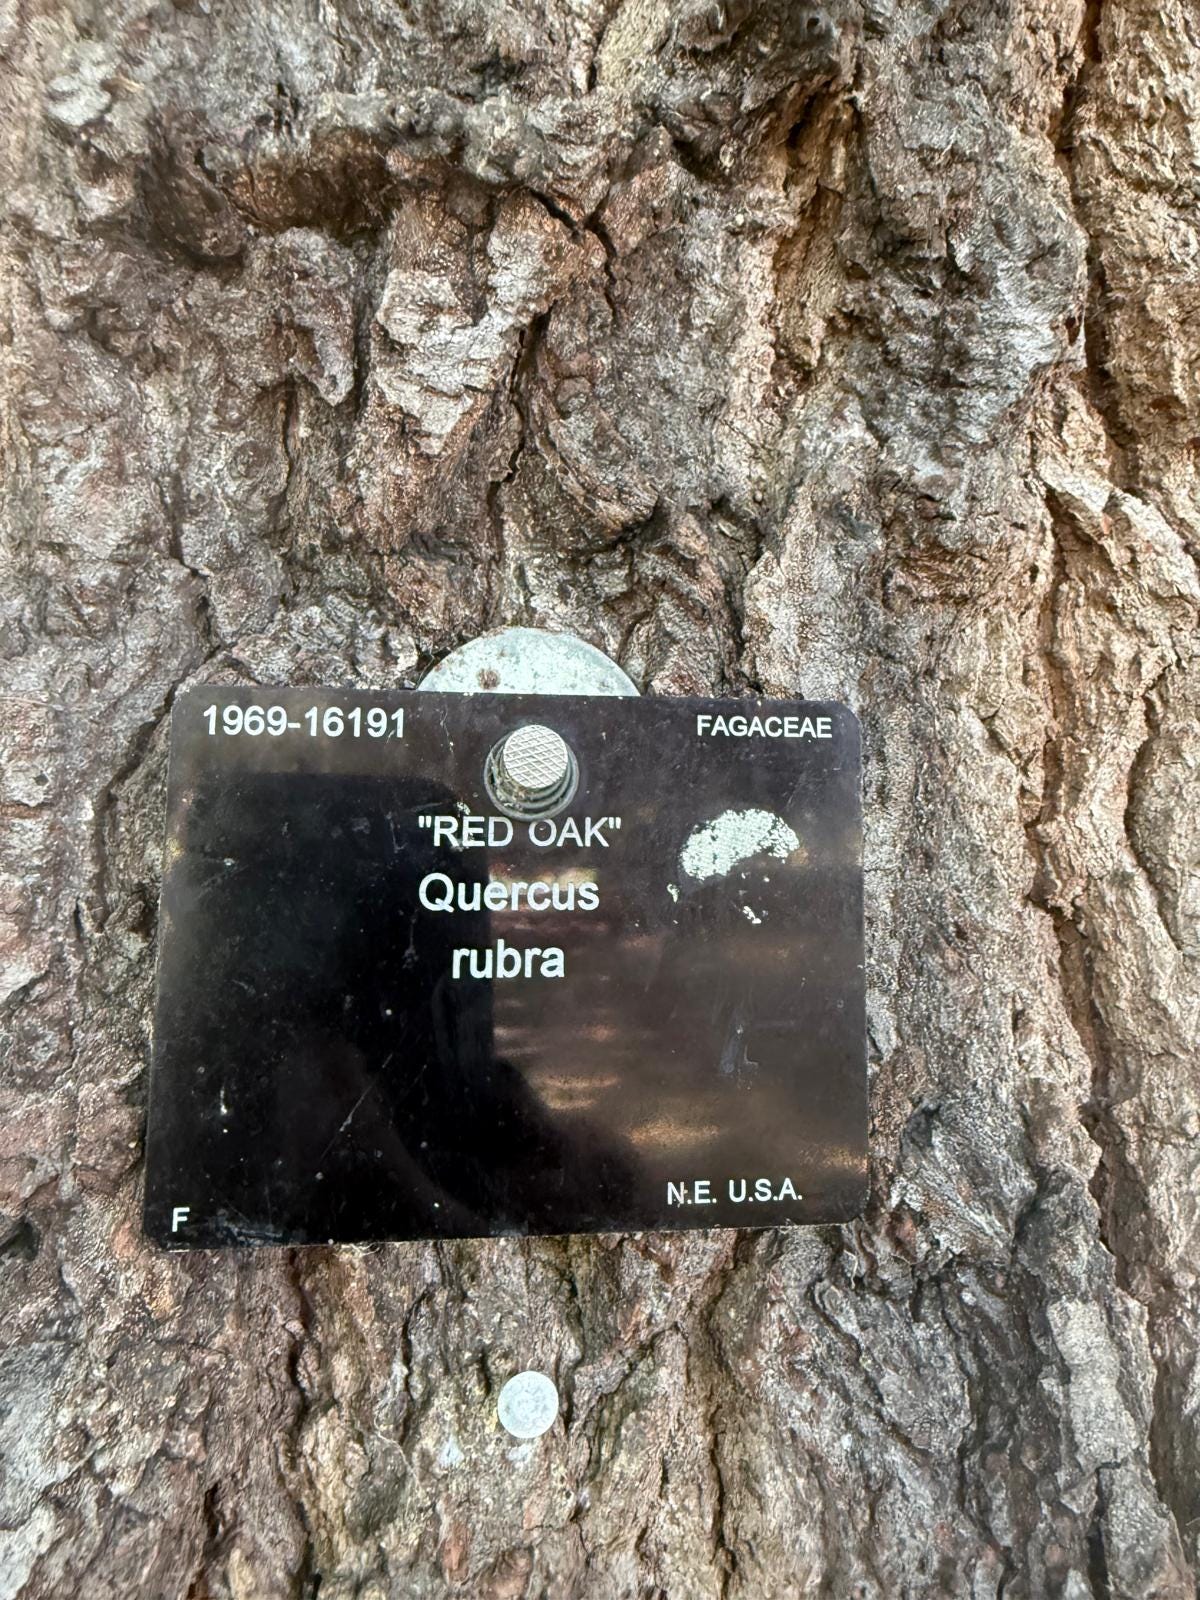 1969-16191 FAGACEAE
"RED OAK"
Quercus
rubra
N.E. U.S.A.
F